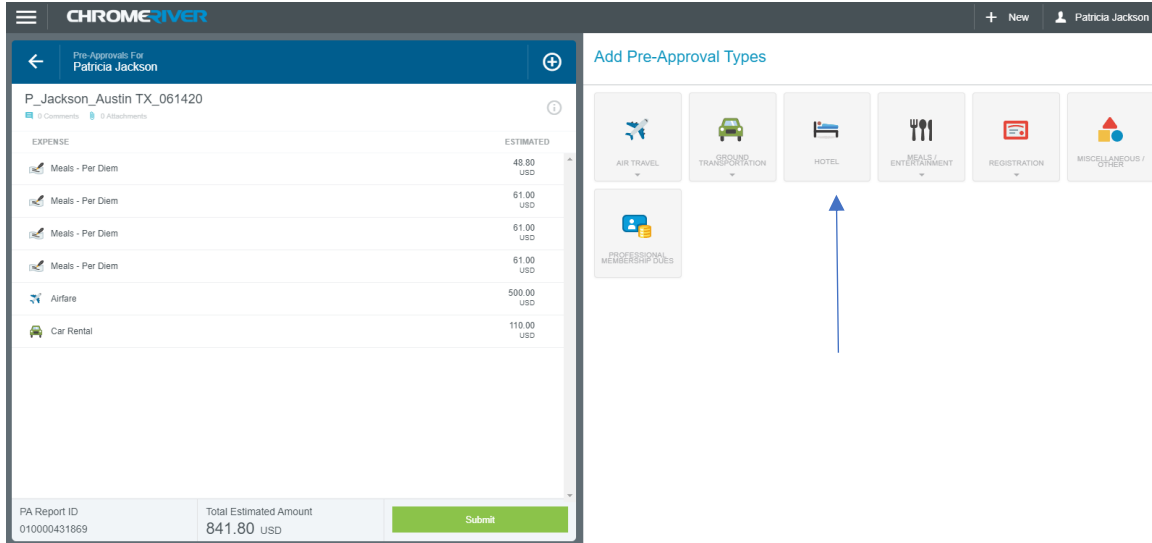 CHROMERIVER
+ New
Patricia Jackson
Pre-Approvals For
Patricia Jackson
P_Jackson_Austin TX_061420
0 Comments 0 Attachments
EXPENSE ESTIMATED
Meals - Per Diem 48.80
USD
Meals - Per Diem 61.00
USD
Meals - Per Diem 61.00
USD
Meals - Per Diem 61.00
USD
Airfare 500.00
USD
Car Rental 110.00
USD
PA Report ID
010000431869
Total Estimated Amount
841.80 USD
Submit
Add Pre-Approval Types
AIR TRAVEL
GROUND
TRANSPORTATION
HOTEL
MEALS /
ENTERTAINMENT
REGISTRATION
MISCELLANEOUS /
OTHER
PROFESSIONAL
MEMBERSHIP DUES